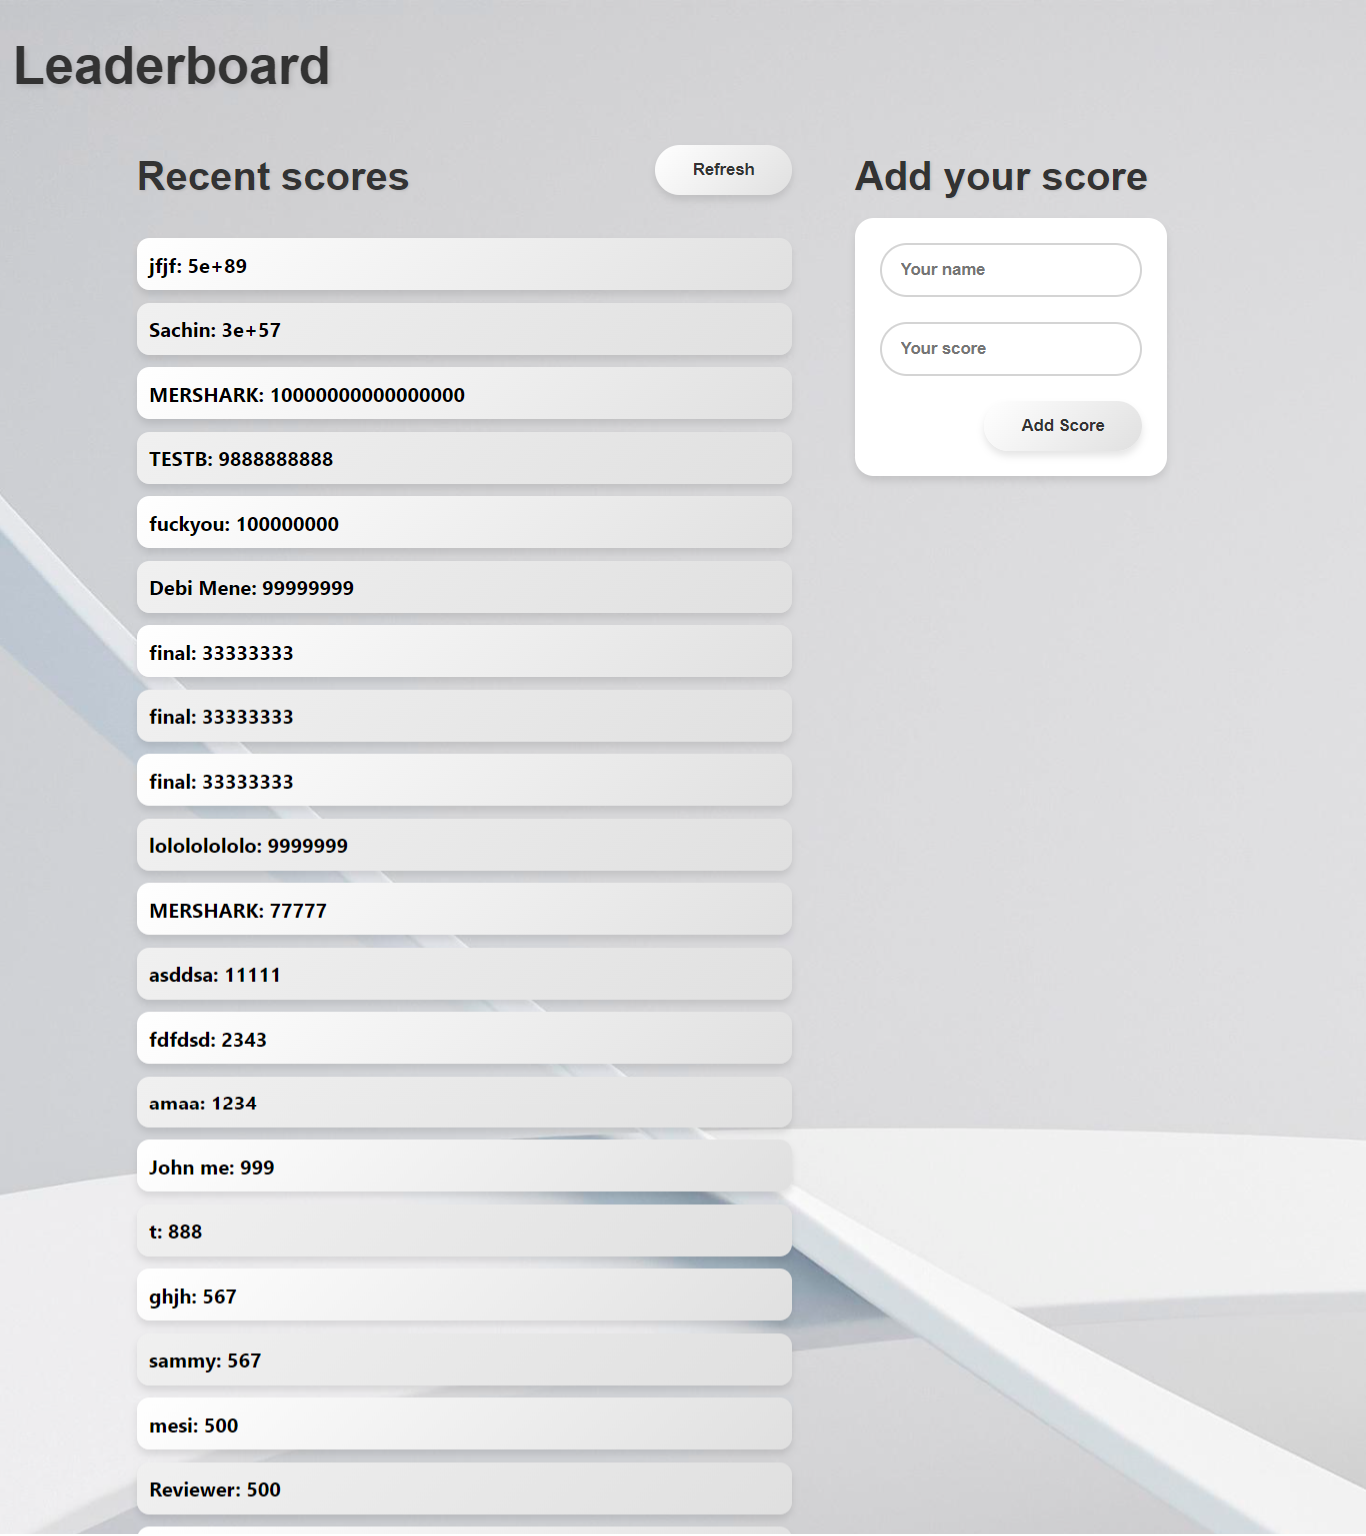 Leaderboard
Recent scores
Refresh
jfjf: 5e+89
Sachin: 3e+57
MERSHARK: 10000000000000000
TESTB: 9888888888
fuckyou: 100000000
Debi Mene: 99999999
final: 33333333
final: 33333333
final: 33333333
lolololololo: 9999999
MERSHARK: 77777
asddsa: 11111
fdfdsd: 2343
amaa: 1234
John me: 999
t: 888
ghjh: 567
sammy: 567
mesi: 500
Reviewer: 500
Add your score
Your name
Your score
Add Score